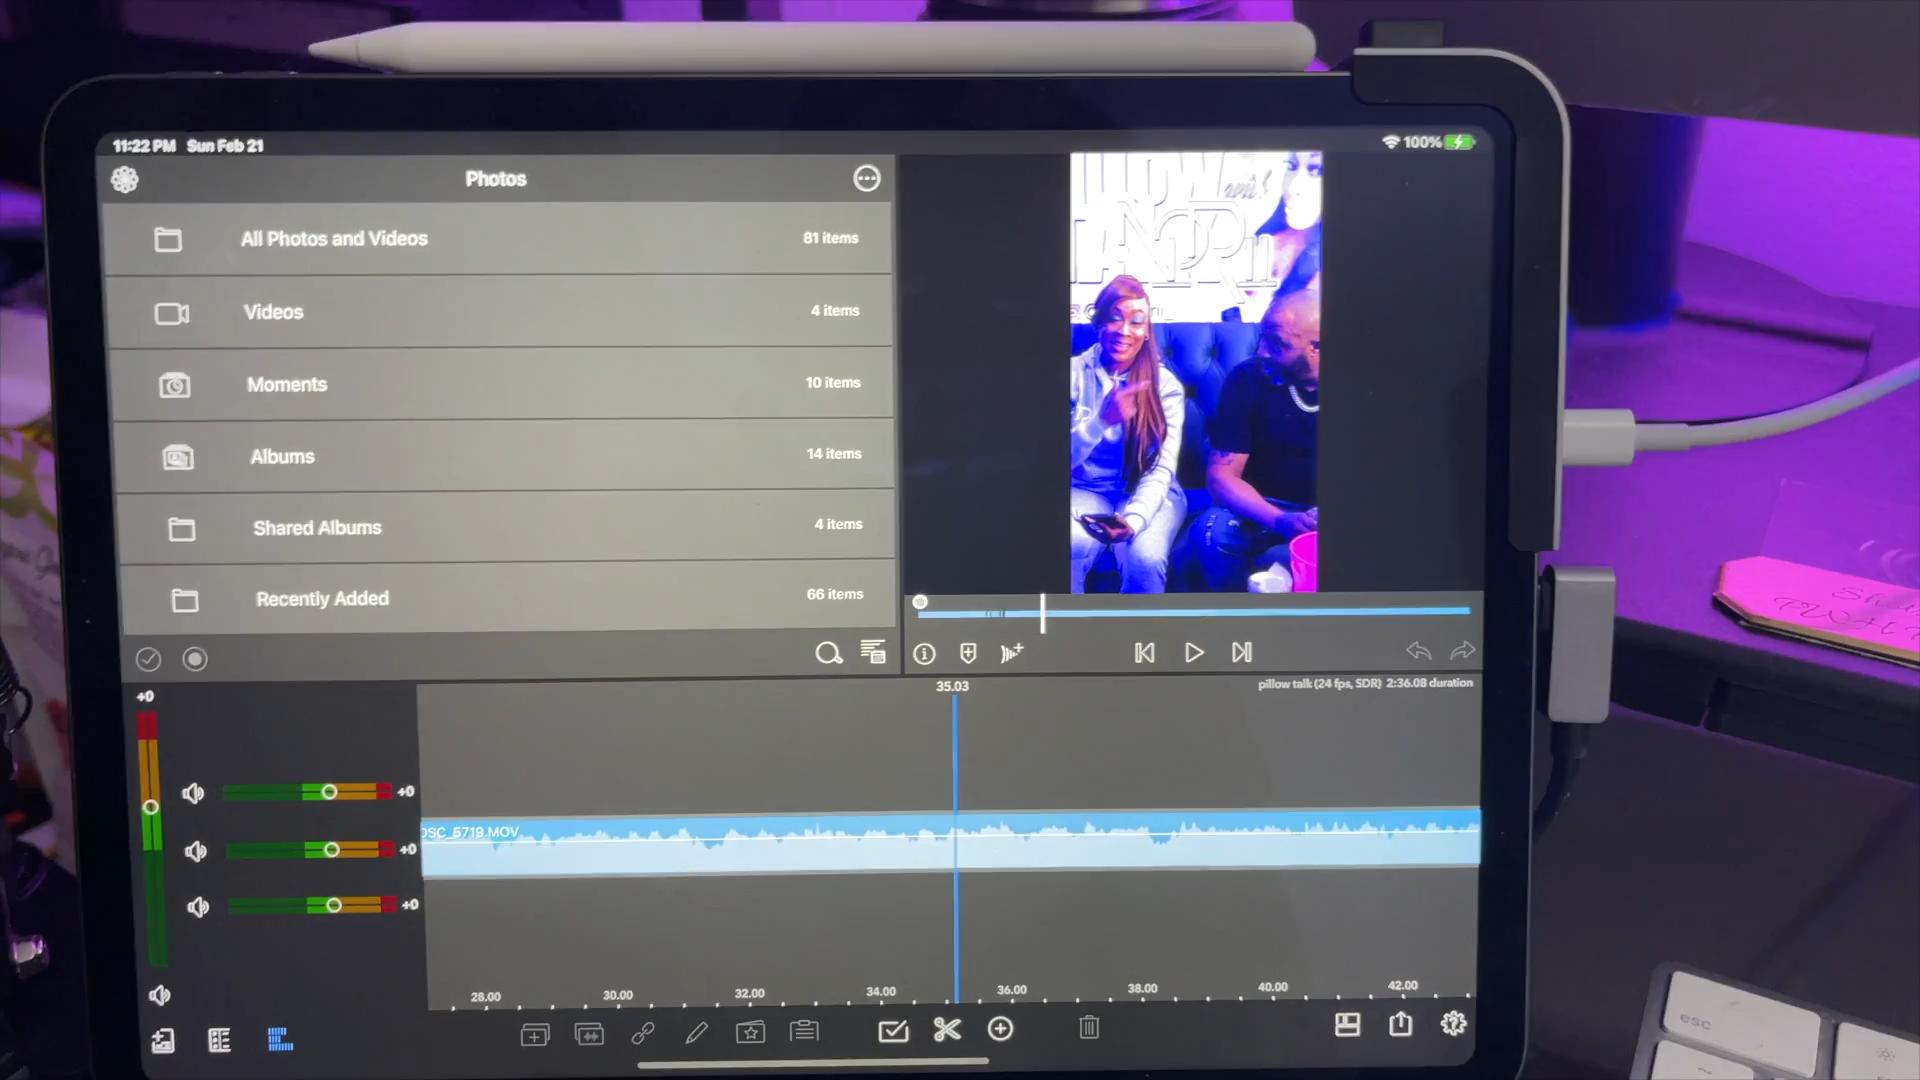 11:22 PM Sun Feb 21
100%
Photos
All Photos and Videos
81 items
Videos
4 items
Moments
10 items
Albums
14 items
Shared Albums
4 items
Recently Added
66 items
+0
35.03
pillow talk (24 fps, SDR) 2:36.08 duration
+0
DSC_5719.MOV
+0
+0
28.00
30.00
32.00
34.00
36.00
38.00
40.00
42.00
esc